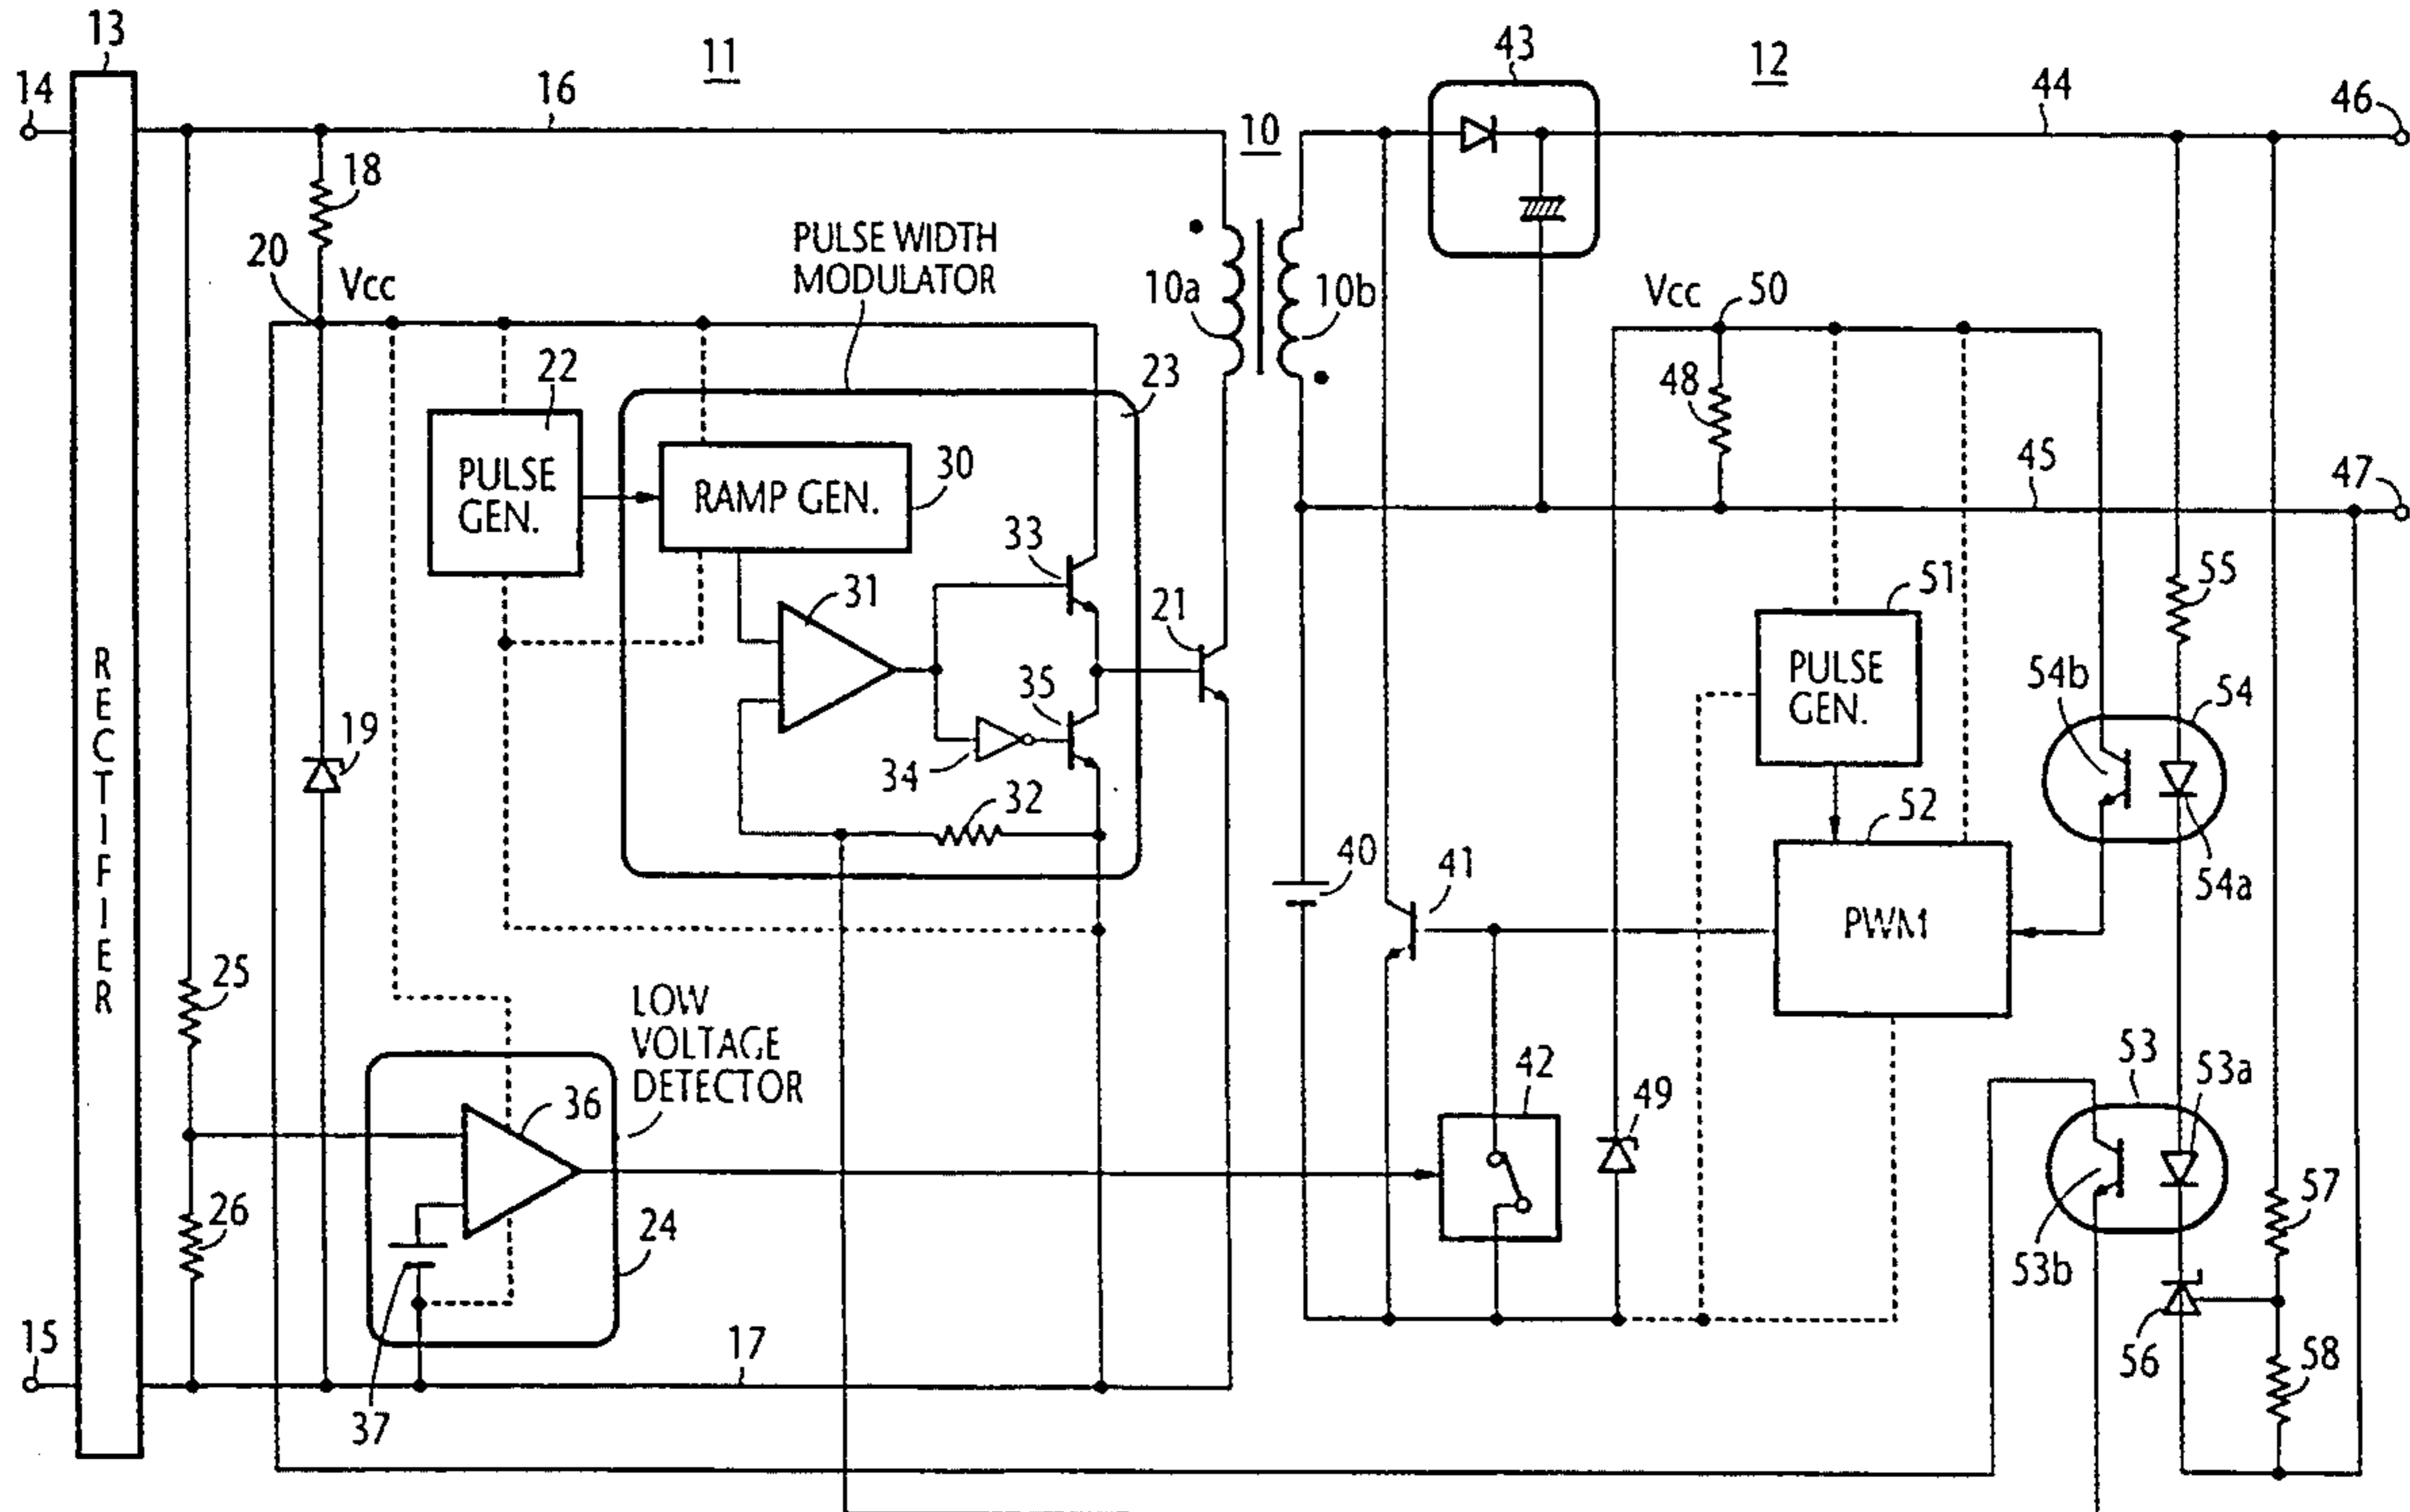 13
11
43
12
14
16
44
46
10
18
PULSE WIDTH
MODULATOR
20
Vcc
10a
10b
Vcc
50
22
23
48
PULSE
GEN.
RAMP GEN.
30
45
47
33
31
21
51
55
RECTIFIER
PULSE
GEN.
54b
54
35
19
34
32
52
40
41
54a
PWM
25
LOW
VOLTAGE
DETECTOR
53
53a
42
49
36
26
24
57
53b
15
17
56
58
37